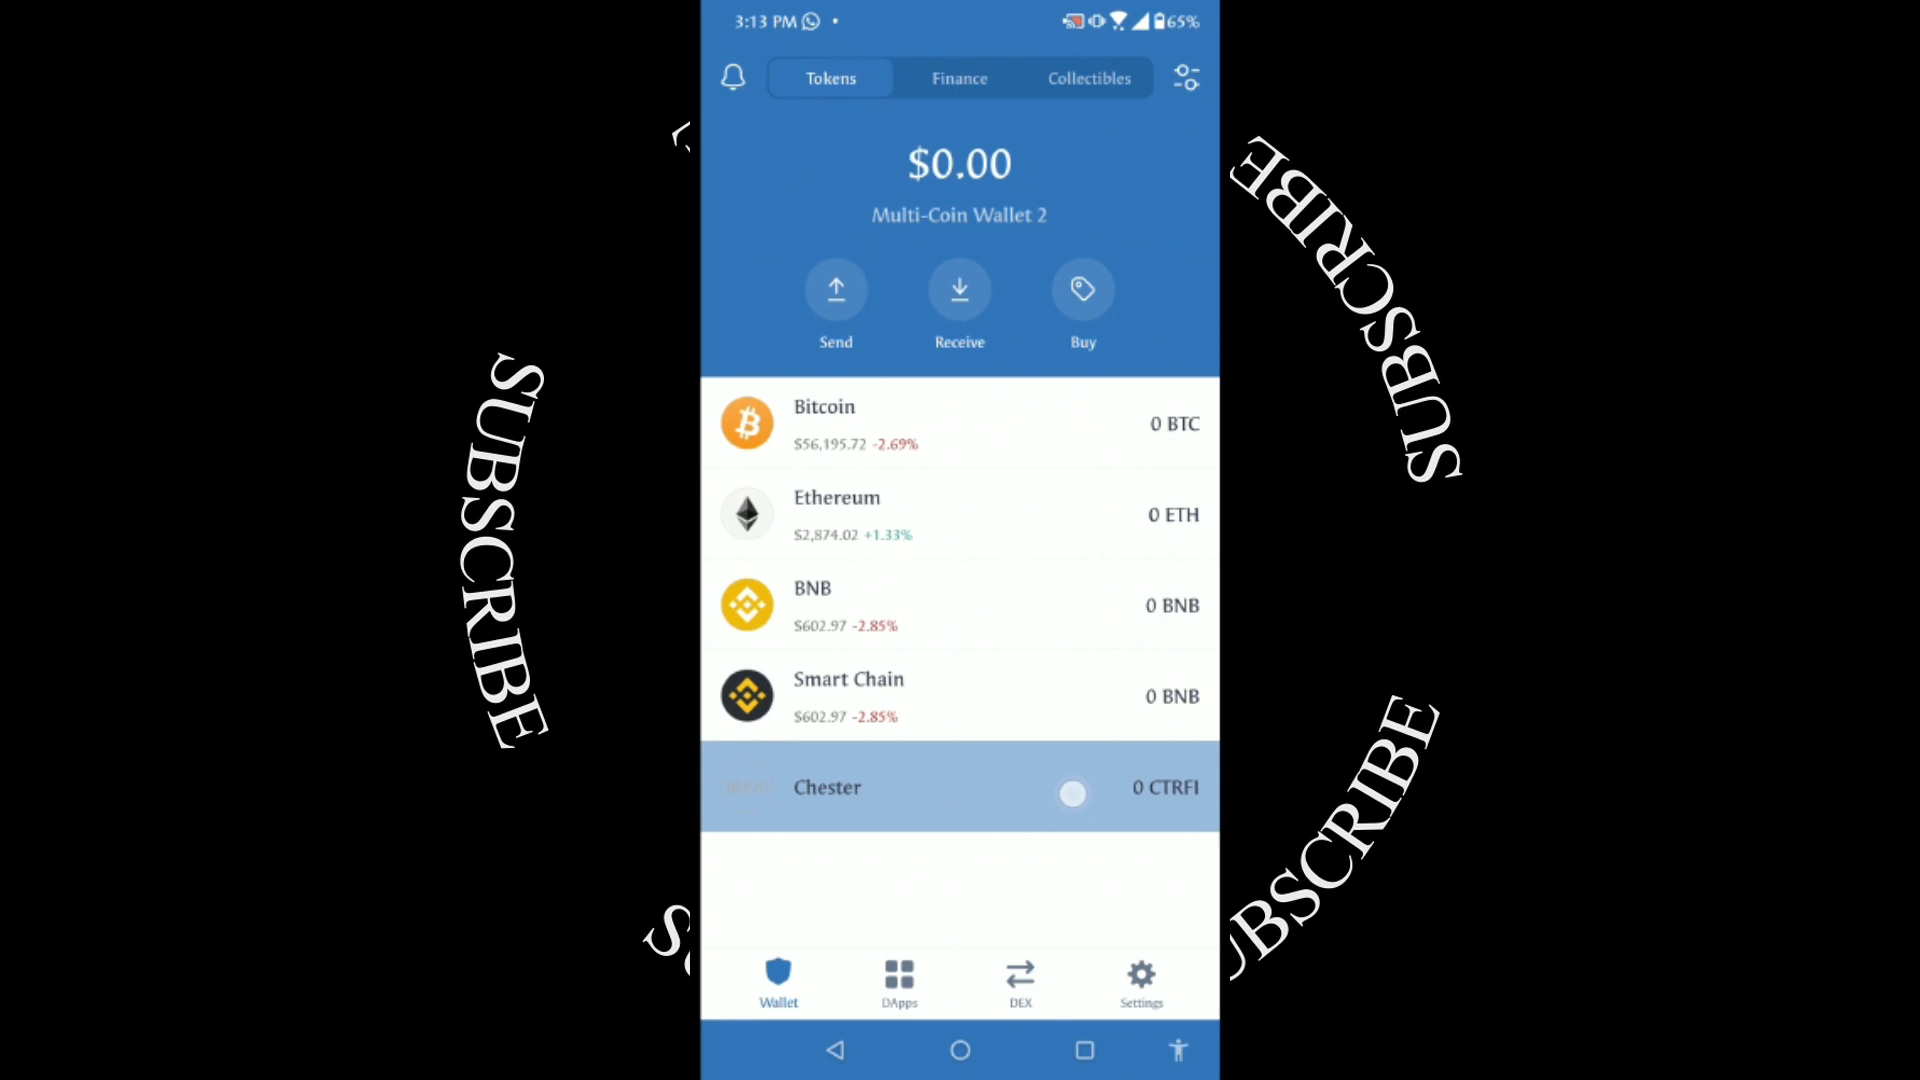 3:13 PM
65%
Tokens
Finance
Collectibles
$0.00
Multi-Coin Wallet 2
Send
Receive
Buy
Bitcoin
$56,195.72 -2.69%
0 BTC
Ethereum
$2,874.02 +1.33%
0 ETH
BNB
$602.97 -2.85%
0 BNB
Smart Chain
$602.97 -2.85%
0 BNB
BEP20
Chester
0 CTRFI
Wallet
DApps
DEX
Settings
SUBSCRIBE
SUBSCRIBE
SUBSCRIBE
SUBSCRIBE
UBSCRIBE
S